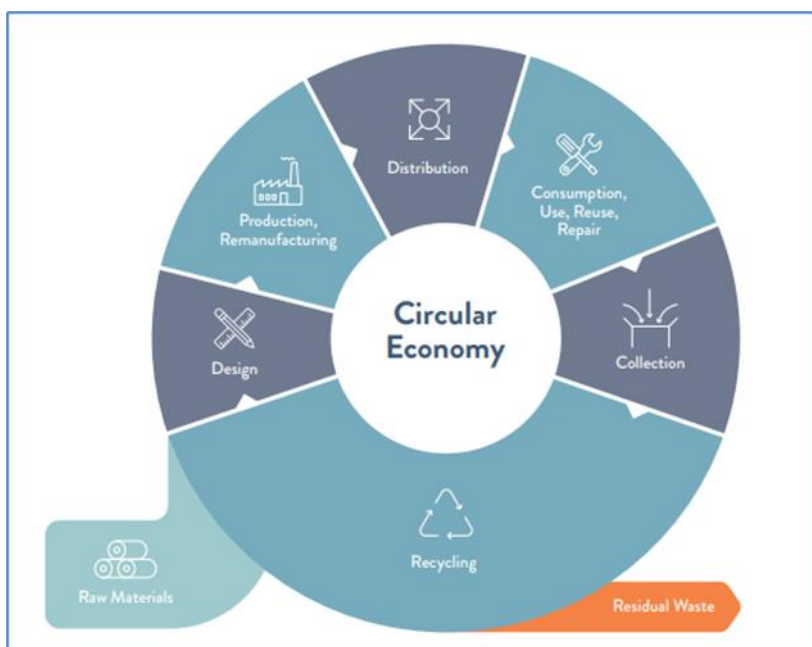 Distribution
Consumption,
Use, Reuse,
Repair
Production,
Remanufacturing
Circular
Economy
Design
Collection
Recycling
Raw Materials
Residual Waste